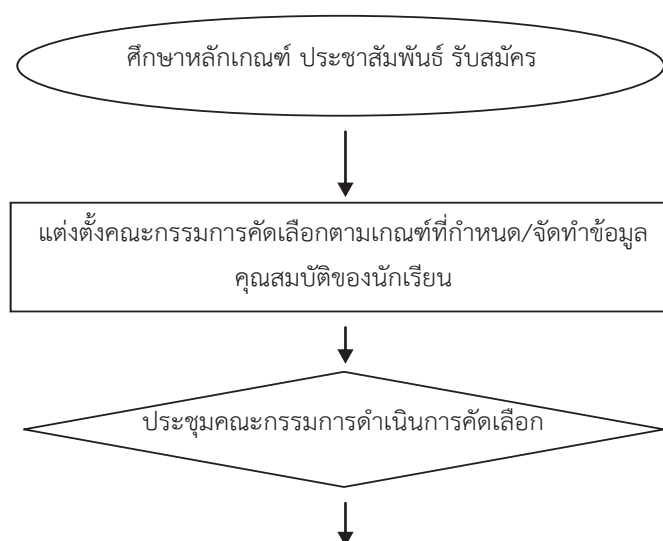 ศึกษาหลักเกณฑ์ ประชาสัมพันธ์ รับสมัคร
แต่งตั้งคณะกรรมการคัดเลือกตามเกณฑ์ที่กำหนด/จัดทำข้อมูล
คุณสมบัติของนักเรียน
ประชุมคณะกรรมการดำเนินการคัดเลือก